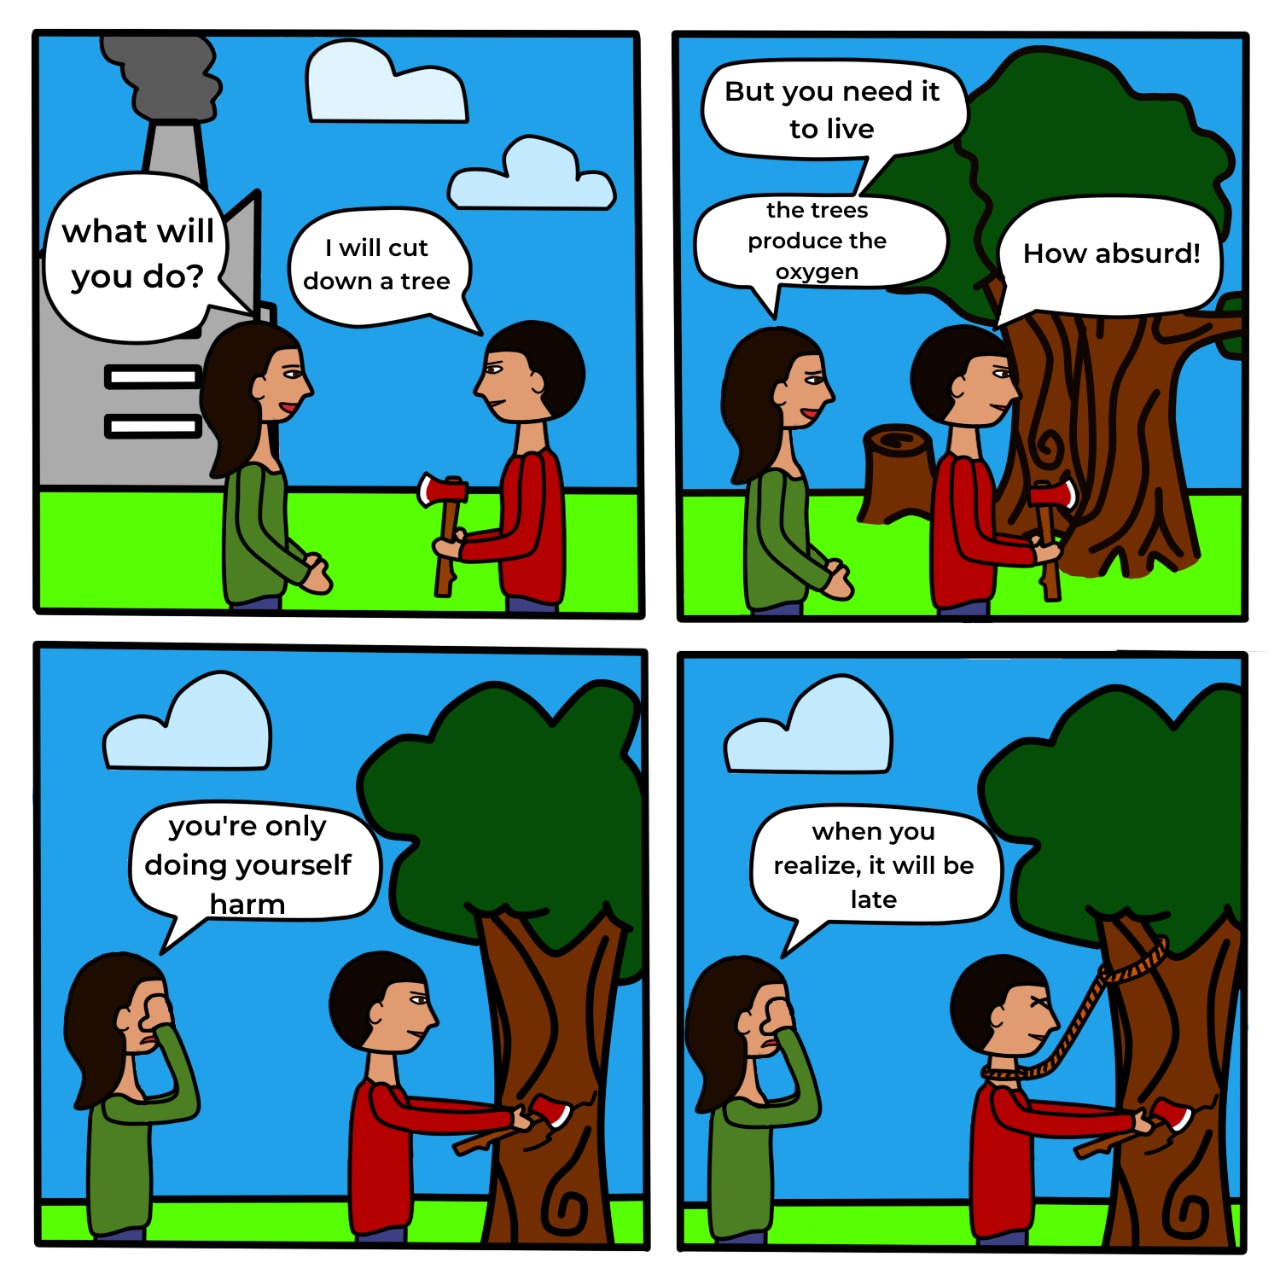 what will
you do?
I will cut
down a tree
But you need it
to live
the trees
produce the
oxygen
How absurd!
you're only
doing yourself
harm
when you
realize, it will be
late